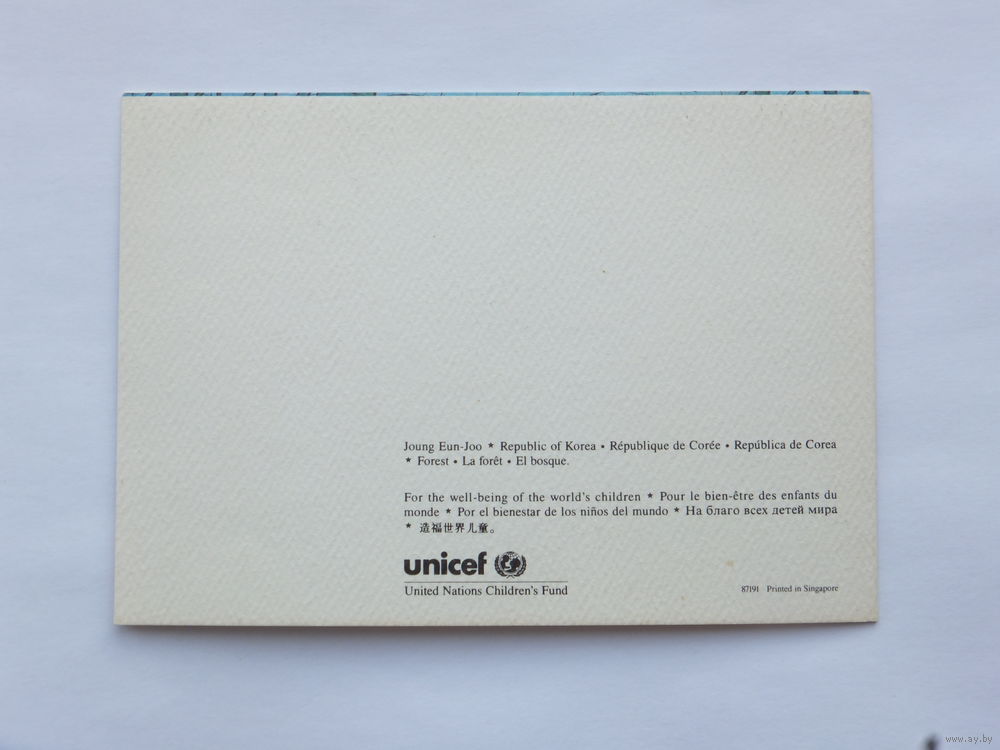 Joung Eun-Joo ★ Republic of Korea • République de Corée • República de Corea
★ Forest • La forêt • El bosque.
For the well-being of the world's children ★ Pour le bien-être des enfants du
monde ★ Por el bienestar de los niños del mundo ★ На благо всех детей мира
★ 造福世界儿童。
unicef
United Nations Children's Fund
87191 Printed in Singapore
www.ay.by